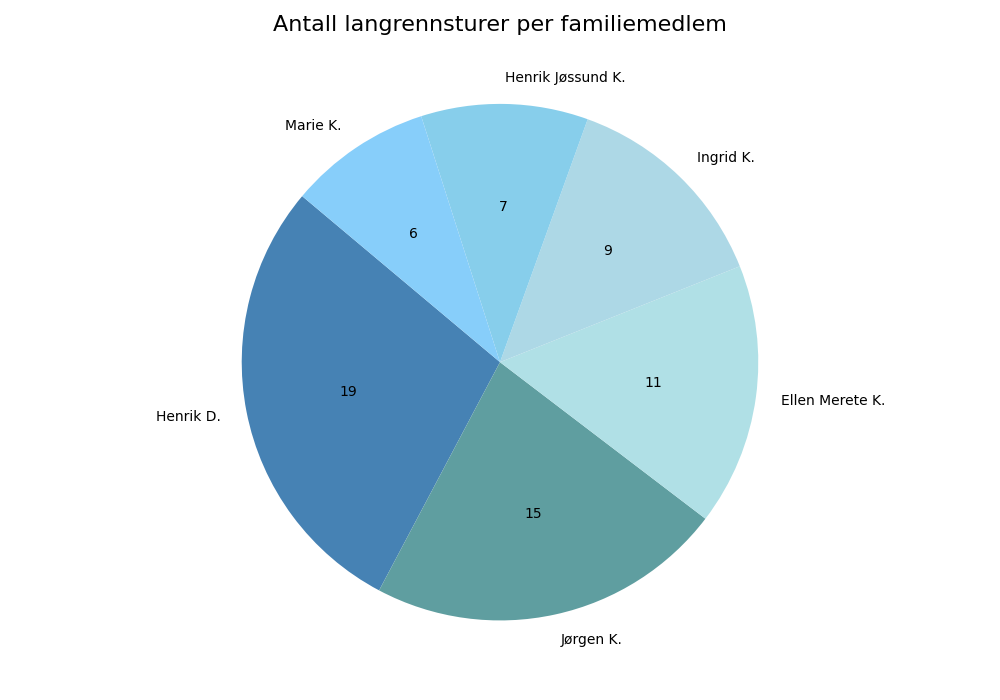 Antall langrennsturer per familiemedlem
Henrik Jøssund K.
Marie K.
Ingrid K.
7
6
9
19
11
Henrik D.
Ellen Merete K.
15
Jørgen K.